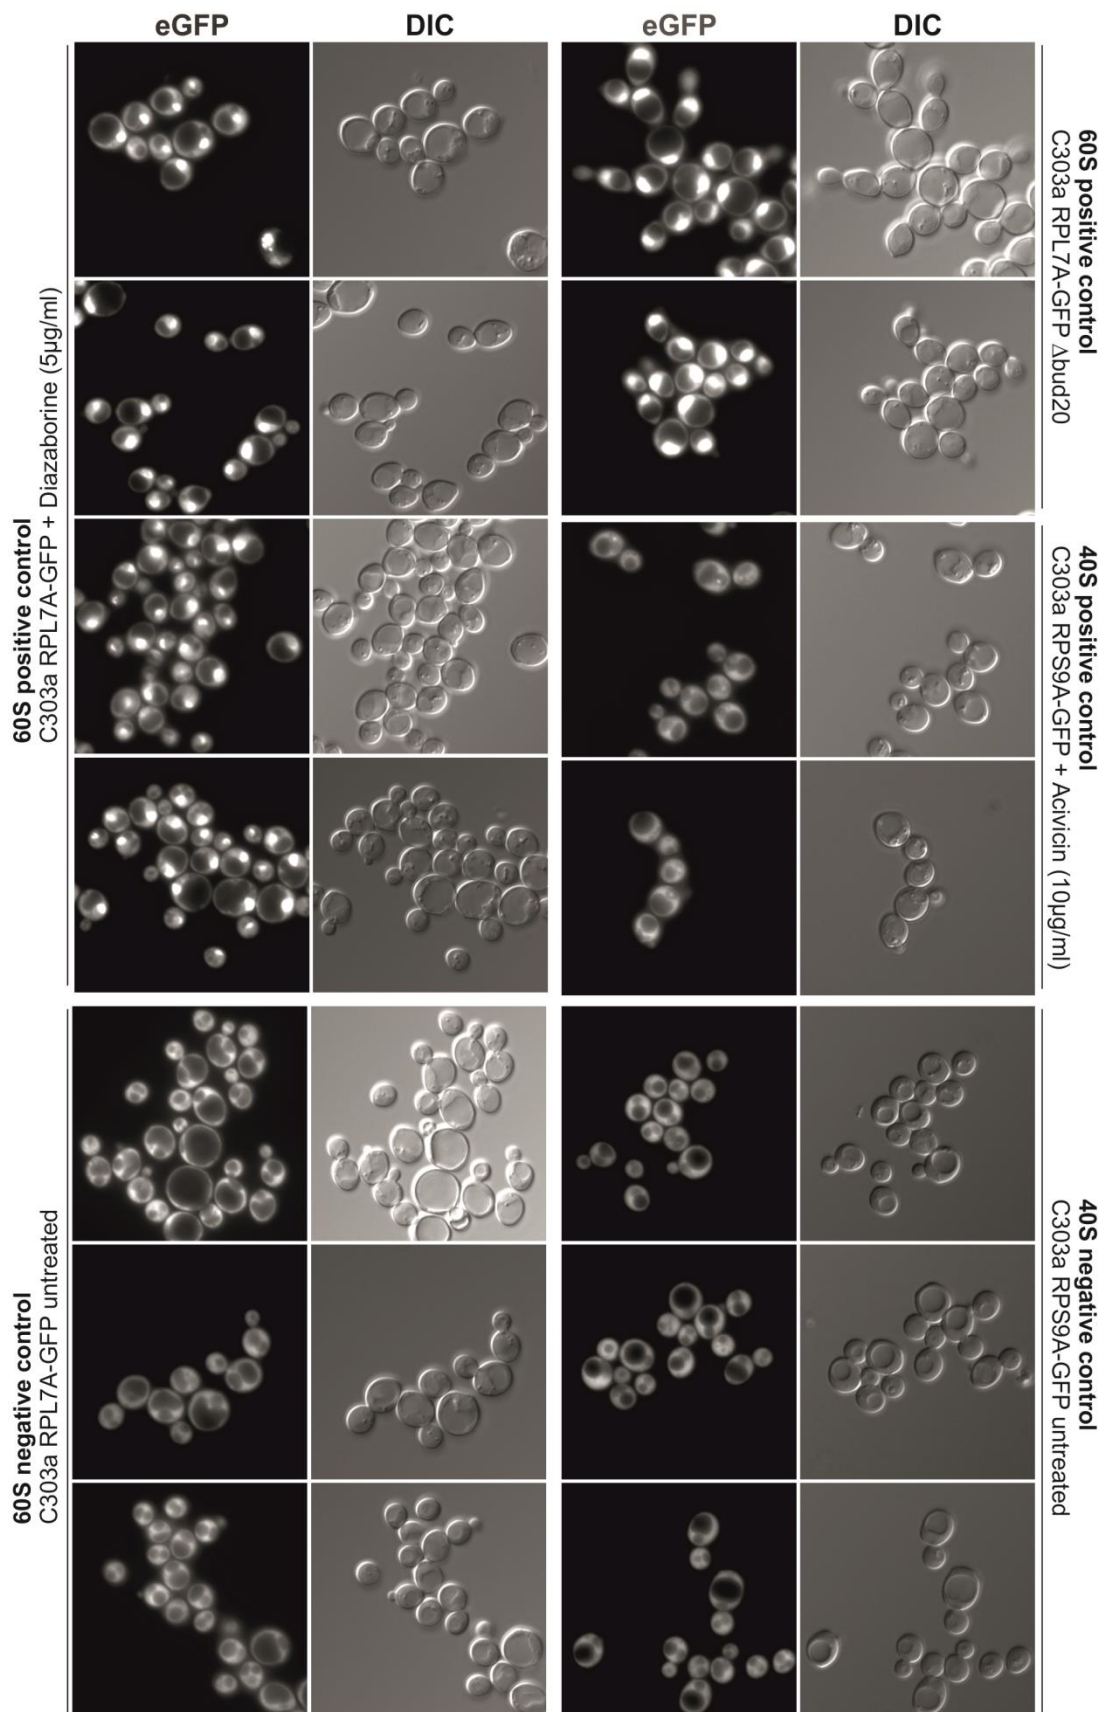 eGFP DIC eGFP DIC
60S positive control
C303a RPL7A-GFP + Diazaborine (5µg/ml)
60S positive control
C303a RPL7A-GFP Δbud20
40S positive control
C303a RPS9A-GFP + Acivicin (10µg/ml)
60S negative control
C303a RPL7A-GFP untreated
40S negative control
C303a RPS9A-GFP untreated